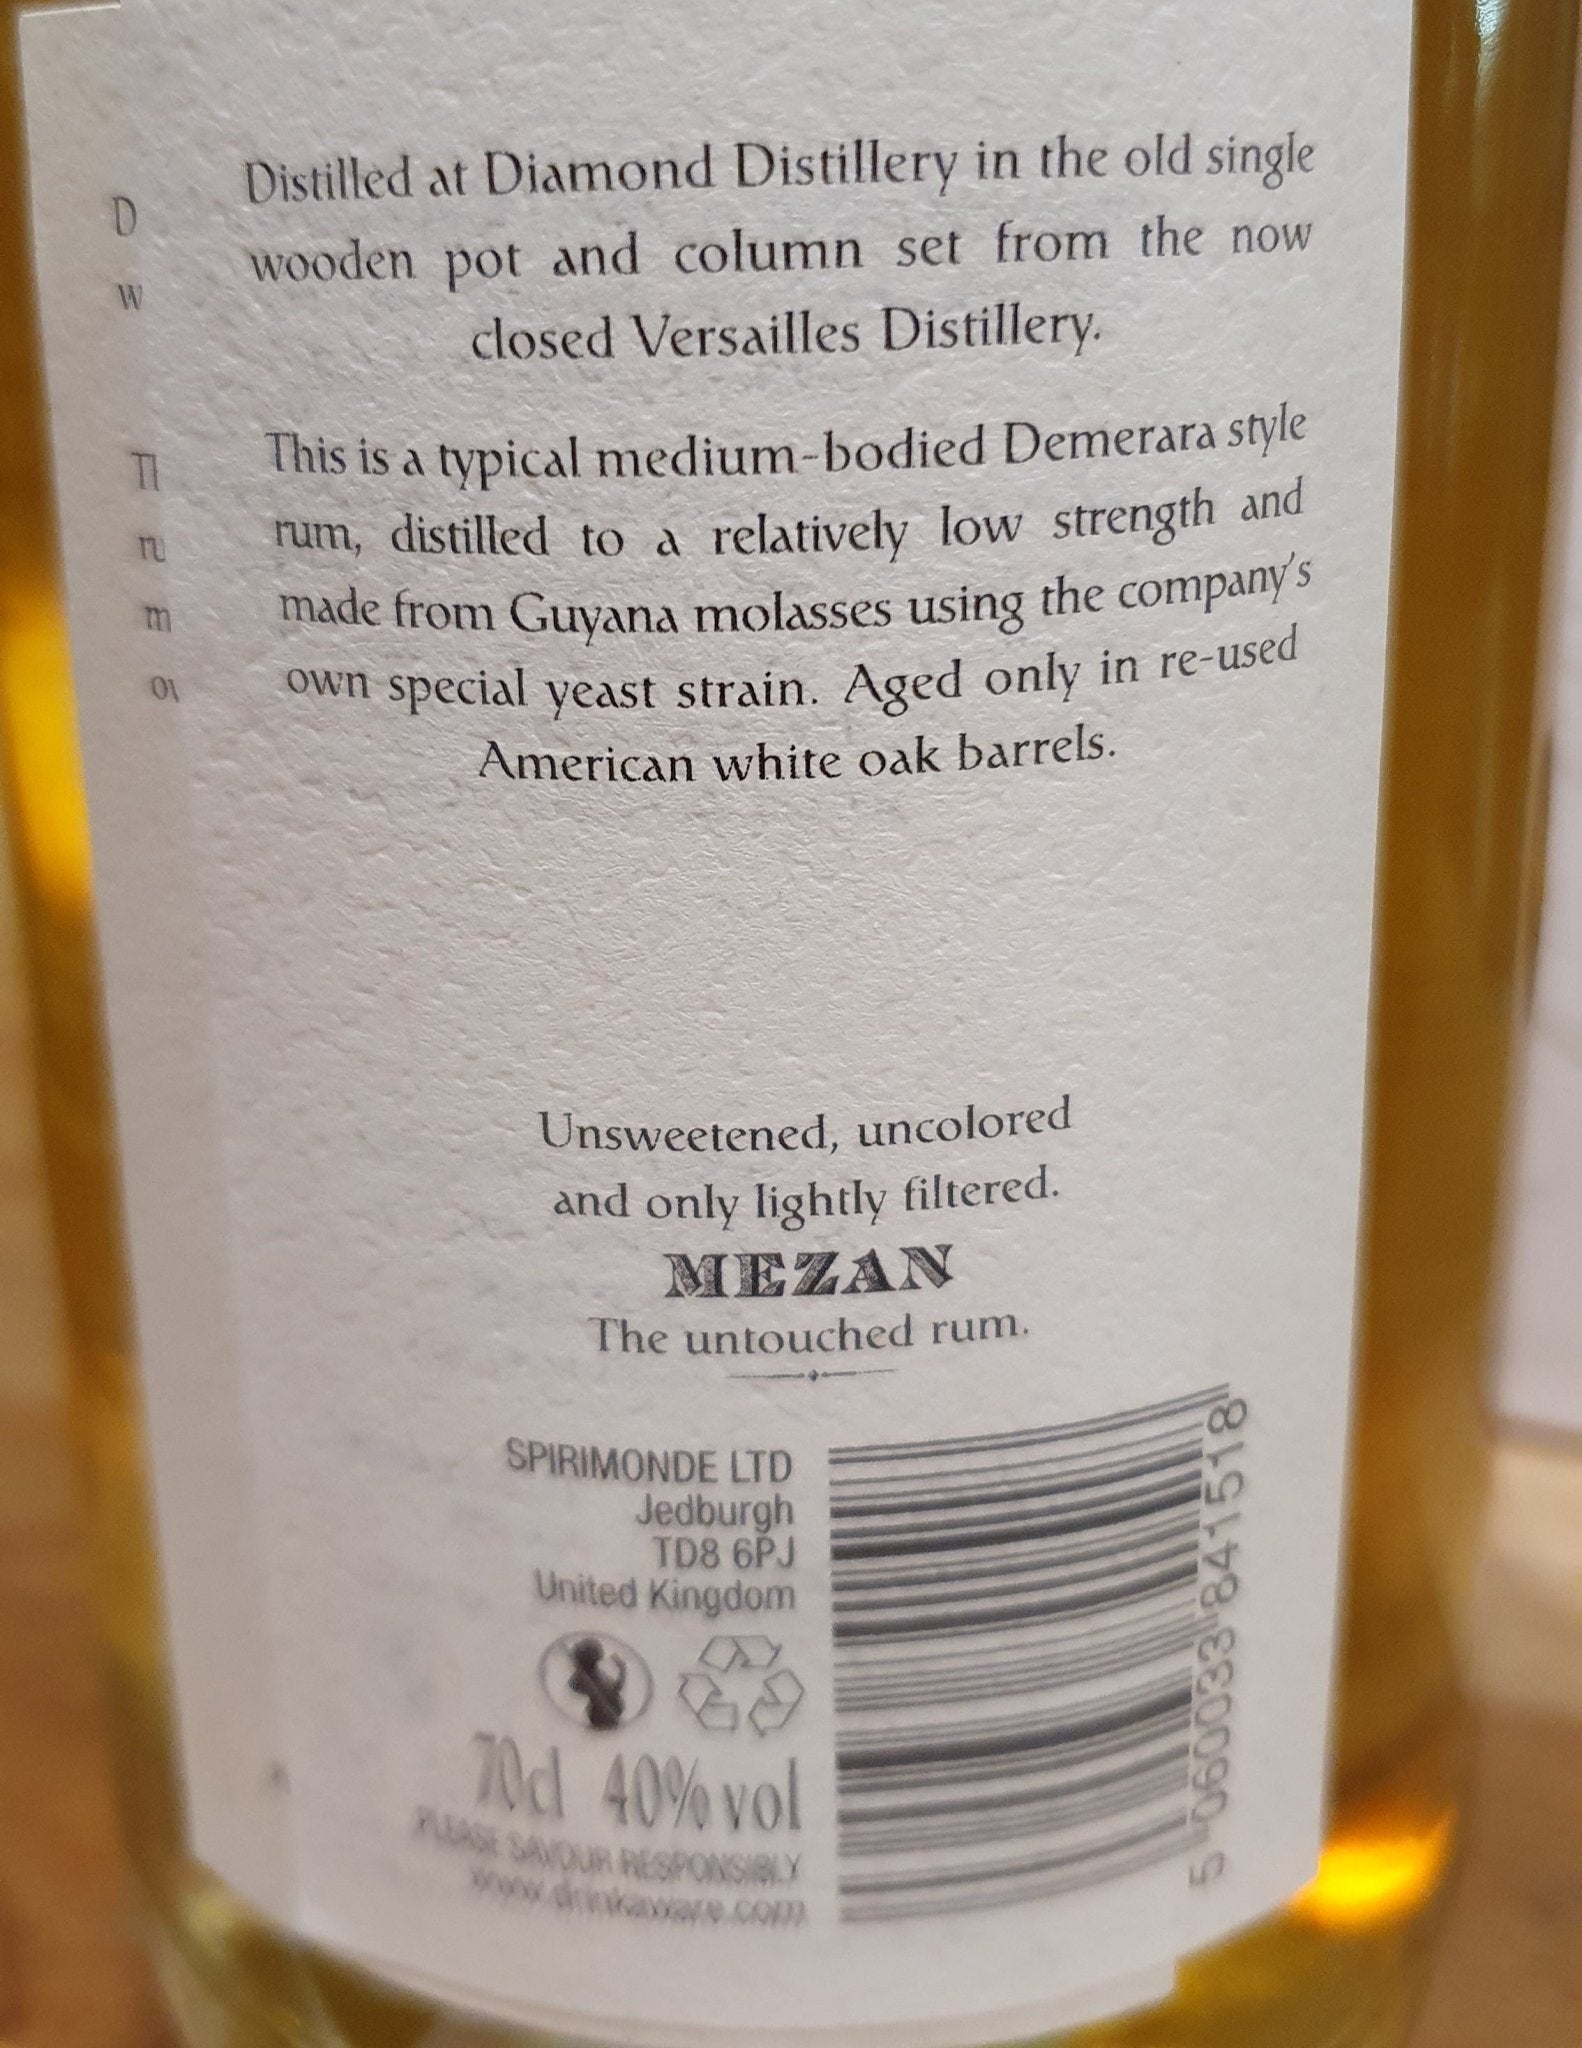 Distilled at Diamond Distillery in the old single
wooden pot and column set from the now
closed Versailles Distillery.
This is a typical medium-bodied Demerara style
rum, distilled to a relatively low strength and
made from Guyana molasses using the company's
own special yeast strain. Aged only in re-used
American white oak barrels.
Unsweetened, uncolored
and only lightly filtered.
MEZAN
The untouched rum.
SPIRIMONDE LTD
Jedburgh
TD8 6PJ
United Kingdom
70cl 40% vol
PLEASE SAVOUR RESPONSIBLY
www.drinkaware.com
5 060033 841518